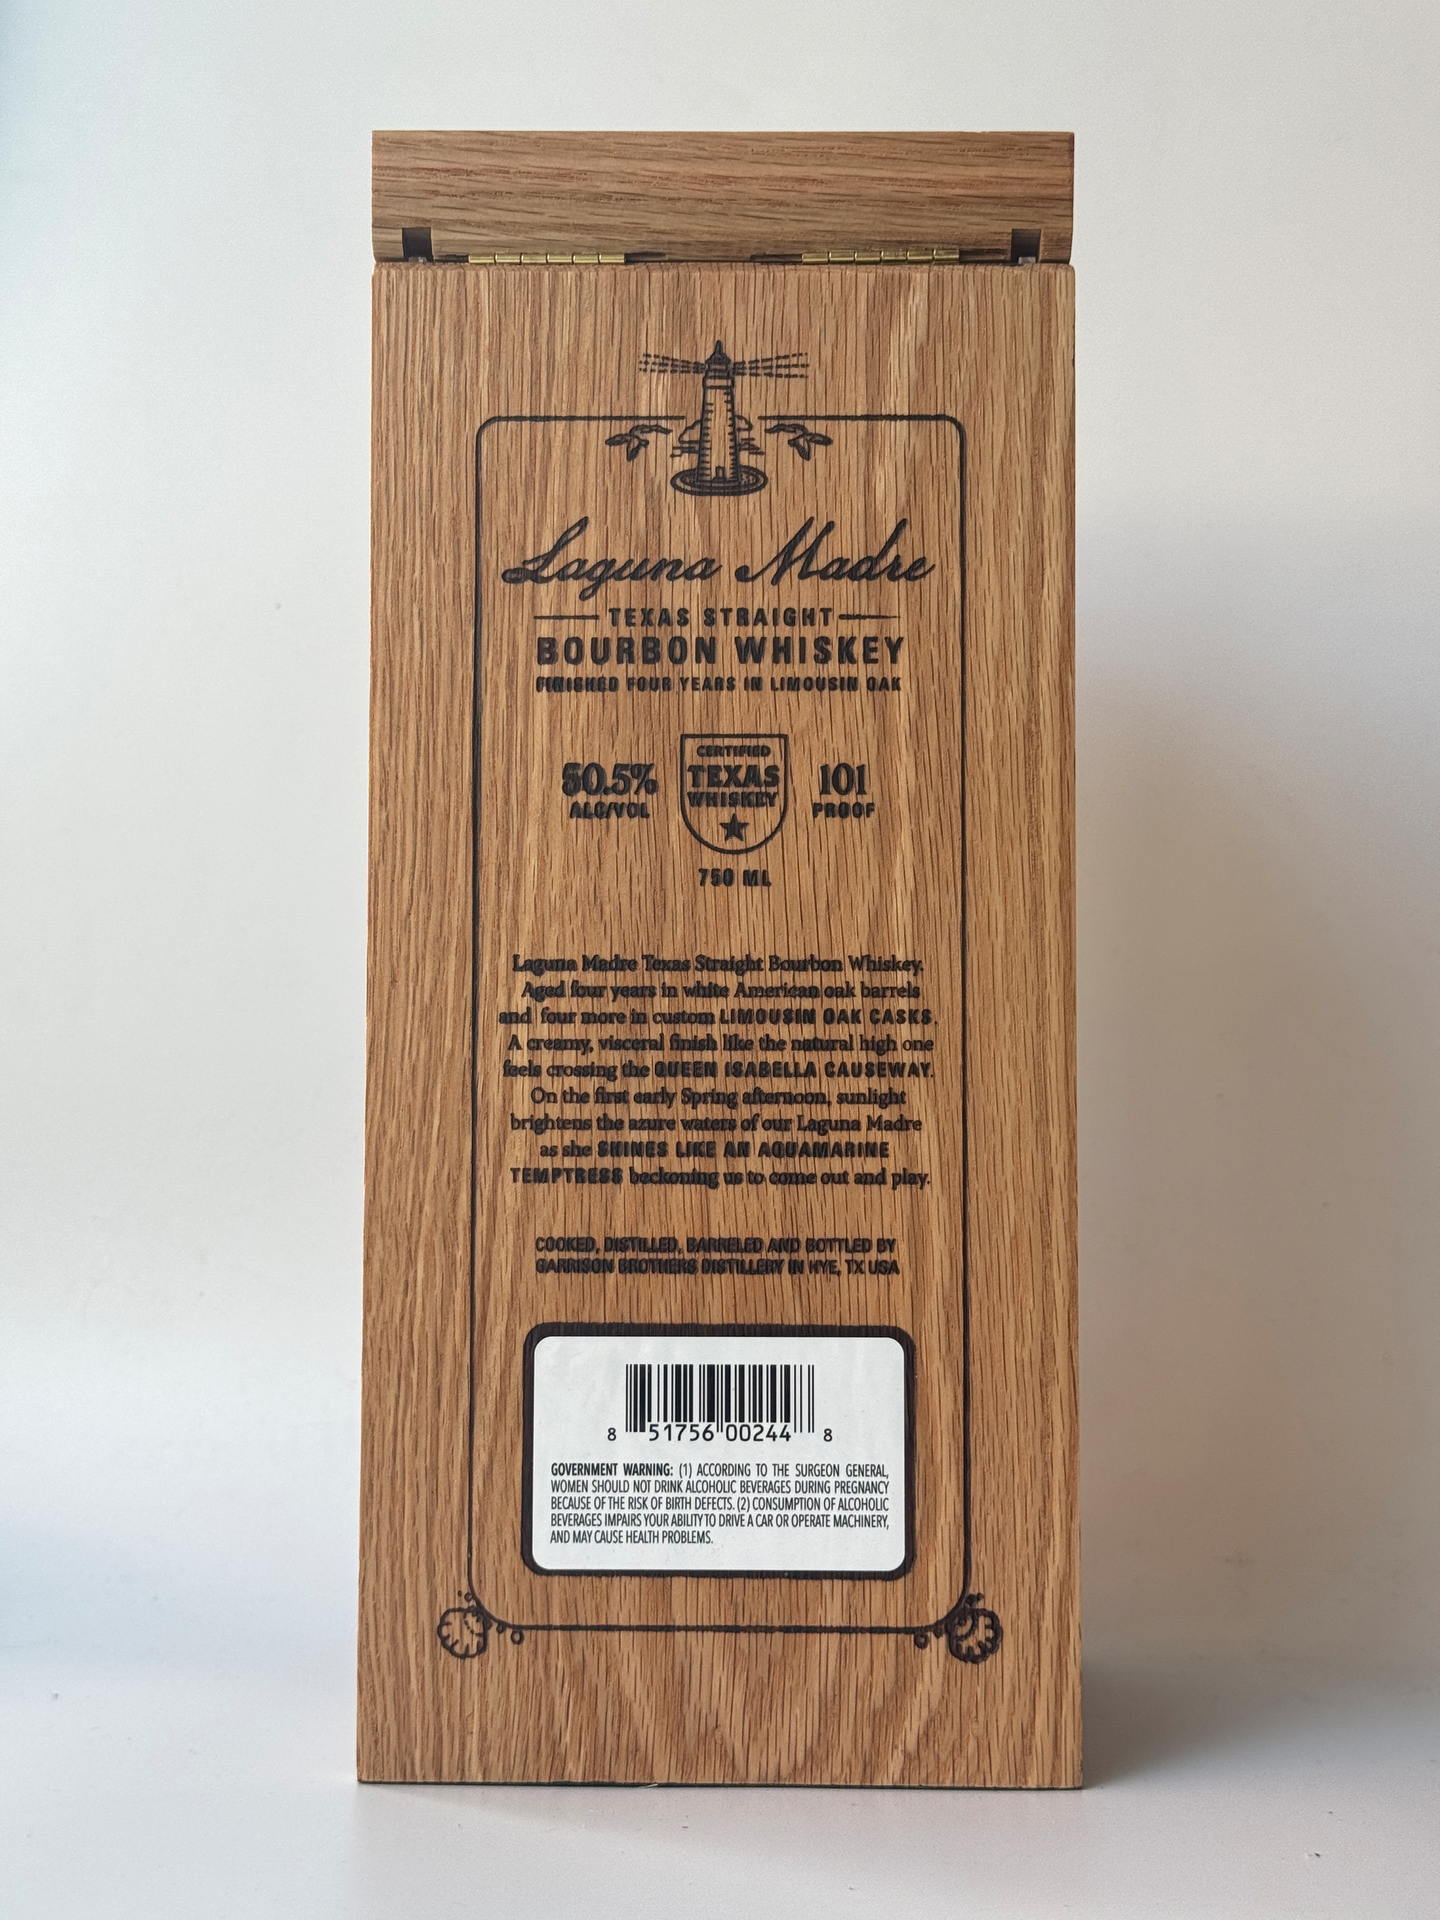 Laguna Madre
TEXAS STRAIGHT
BOURBON WHISKEY
FINISHED FOUR YEARS IN LIMOUSIN OAK
50.5%
ALC/VOL
CERTIFIED
TEXAS
WHISKEY
101
PROOF
750 ML
Laguna Madre Texas Straight Bourbon Whiskey.
Aged four years in white American oak barrels
and four more in custom LIMOUSIN OAK CASKS.
A creamy, visceral finish like the natural high one
feels crossing the QUEEN ISABELLA CAUSEWAY.
On the first early Spring afternoon, sunlight
brightens the azure waters of our Laguna Madre
as she SHINES LIKE AN AQUAMARINE
TEMPTRESS beckoning us to come out and play.
COOKED, DISTILLED, BARRELED AND BOTTLED BY
GARRISON BROTHERS DISTILLERY IN HYE, TX USA
8 51756 00244 8
GOVERNMENT WARNING: (1) ACCORDING TO THE SURGEON GENERAL,
WOMEN SHOULD NOT DRINK ALCOHOLIC BEVERAGES DURING PREGNANCY
BECAUSE OF THE RISK OF BIRTH DEFECTS. (2) CONSUMPTION OF ALCOHOLIC
BEVERAGES IMPAIRS YOUR ABILITY TO DRIVE A CAR OR OPERATE MACHINERY,
AND MAY CAUSE HEALTH PROBLEMS.